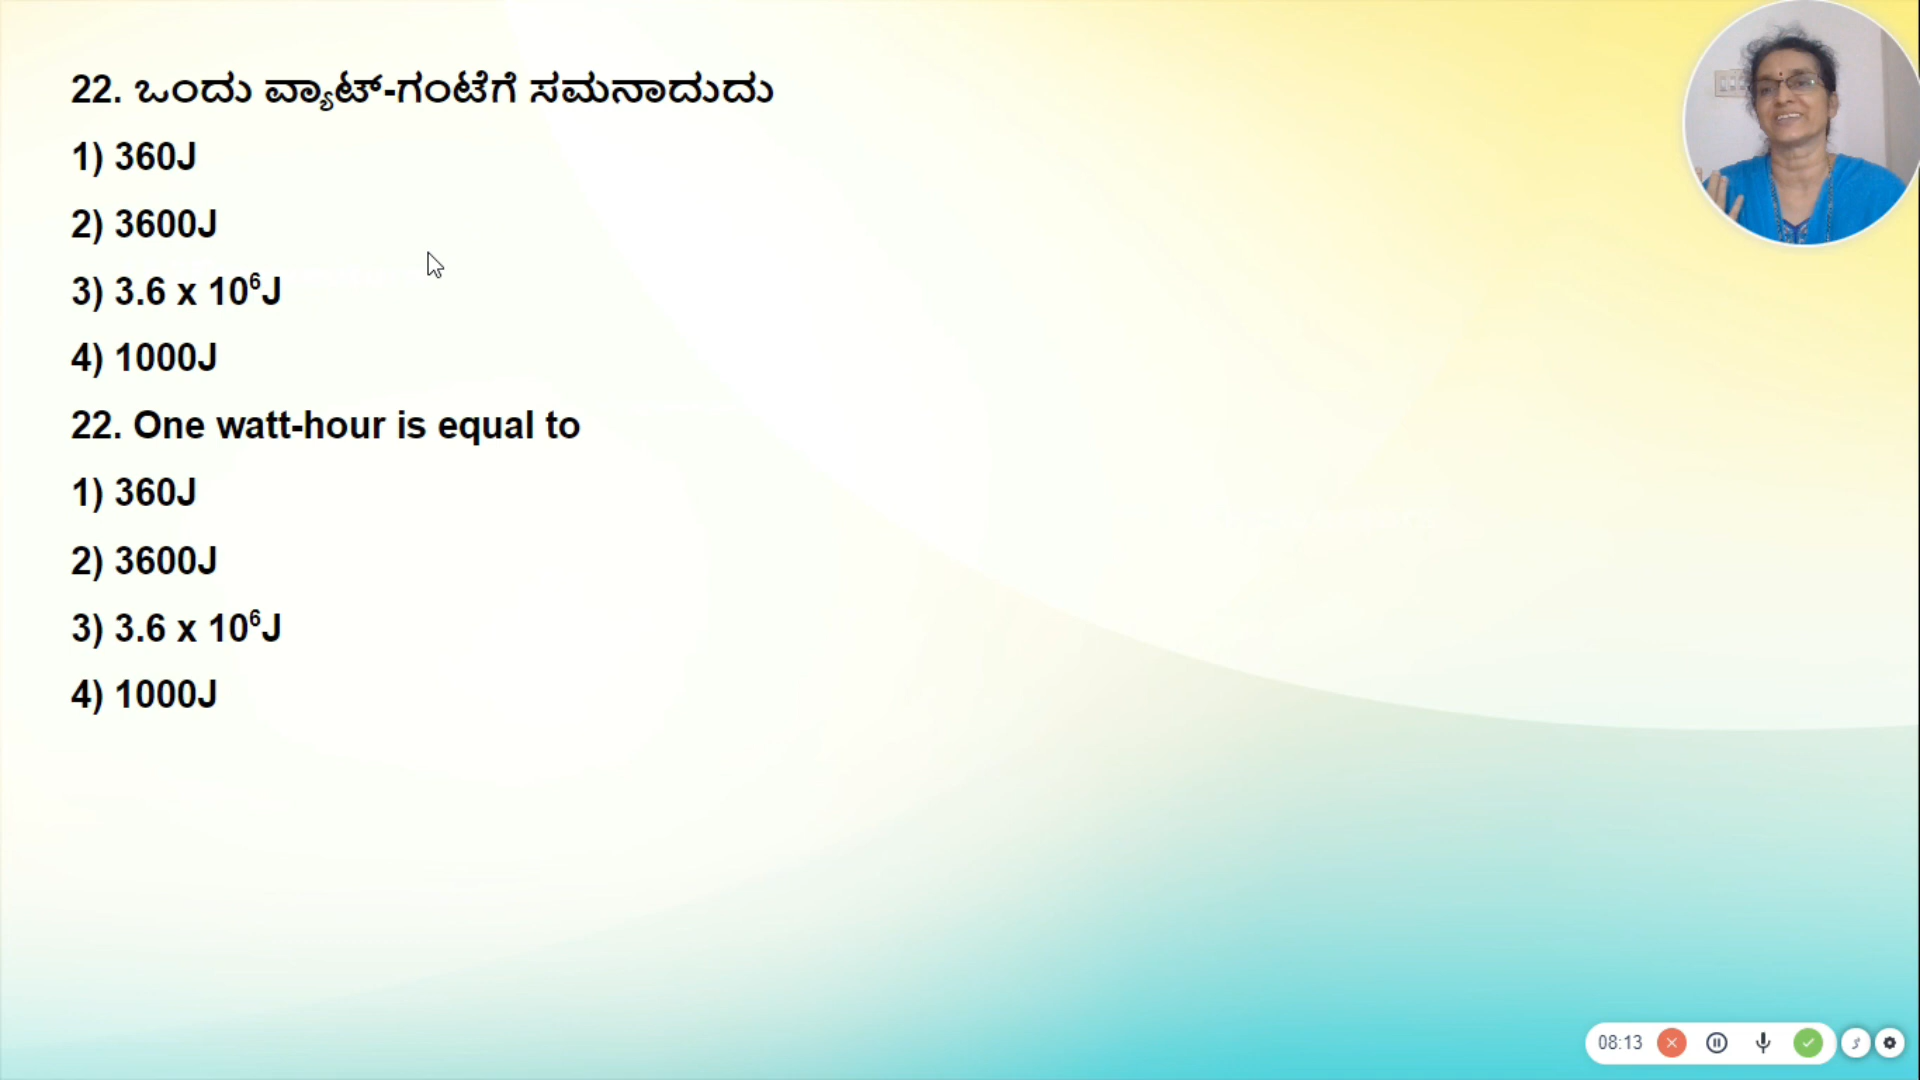 22. ಒಂದು ವ್ಯಾಟ್-ಗಂಟೆಗೆ ಸಮನಾದುದು
1) 360J
2) 3600J
3) 3.6 x 10⁶J
4) 1000J
22. One watt-hour is equal to
1) 360J
2) 3600J
3) 3.6 x 10⁶J
4) 1000J
08:13